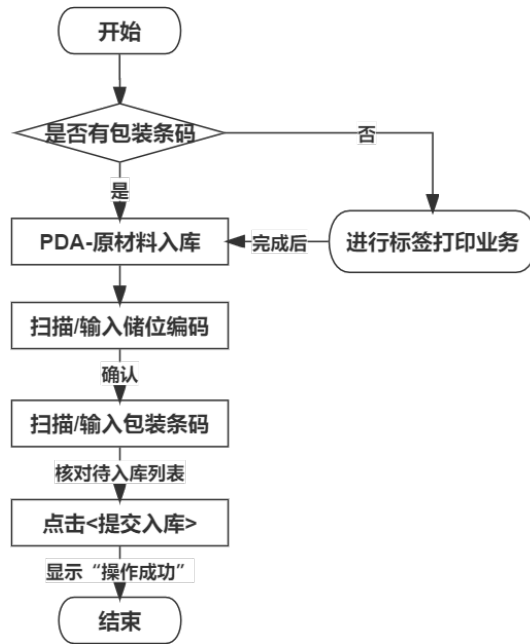 开始
是否有包装条码
否
是
PDA-原材料入库
完成后
进行标签打印业务
扫描/输入储位编码
确认
扫描/输入包装条码
核对待入库列表
点击<提交入库>
显示“操作成功”
结束